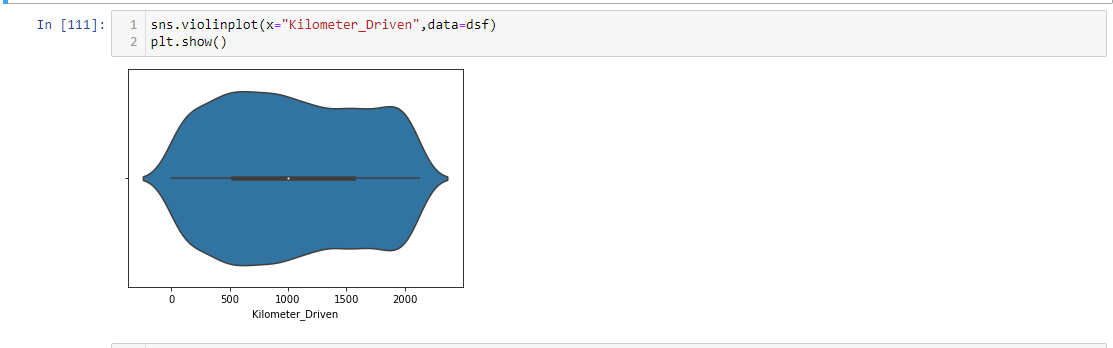 In [111]:
1 sns.violinplot(x="Kilometer_Driven",data=dsf)
2 plt.show()
0 500 1000 1500 2000
Kilometer_Driven